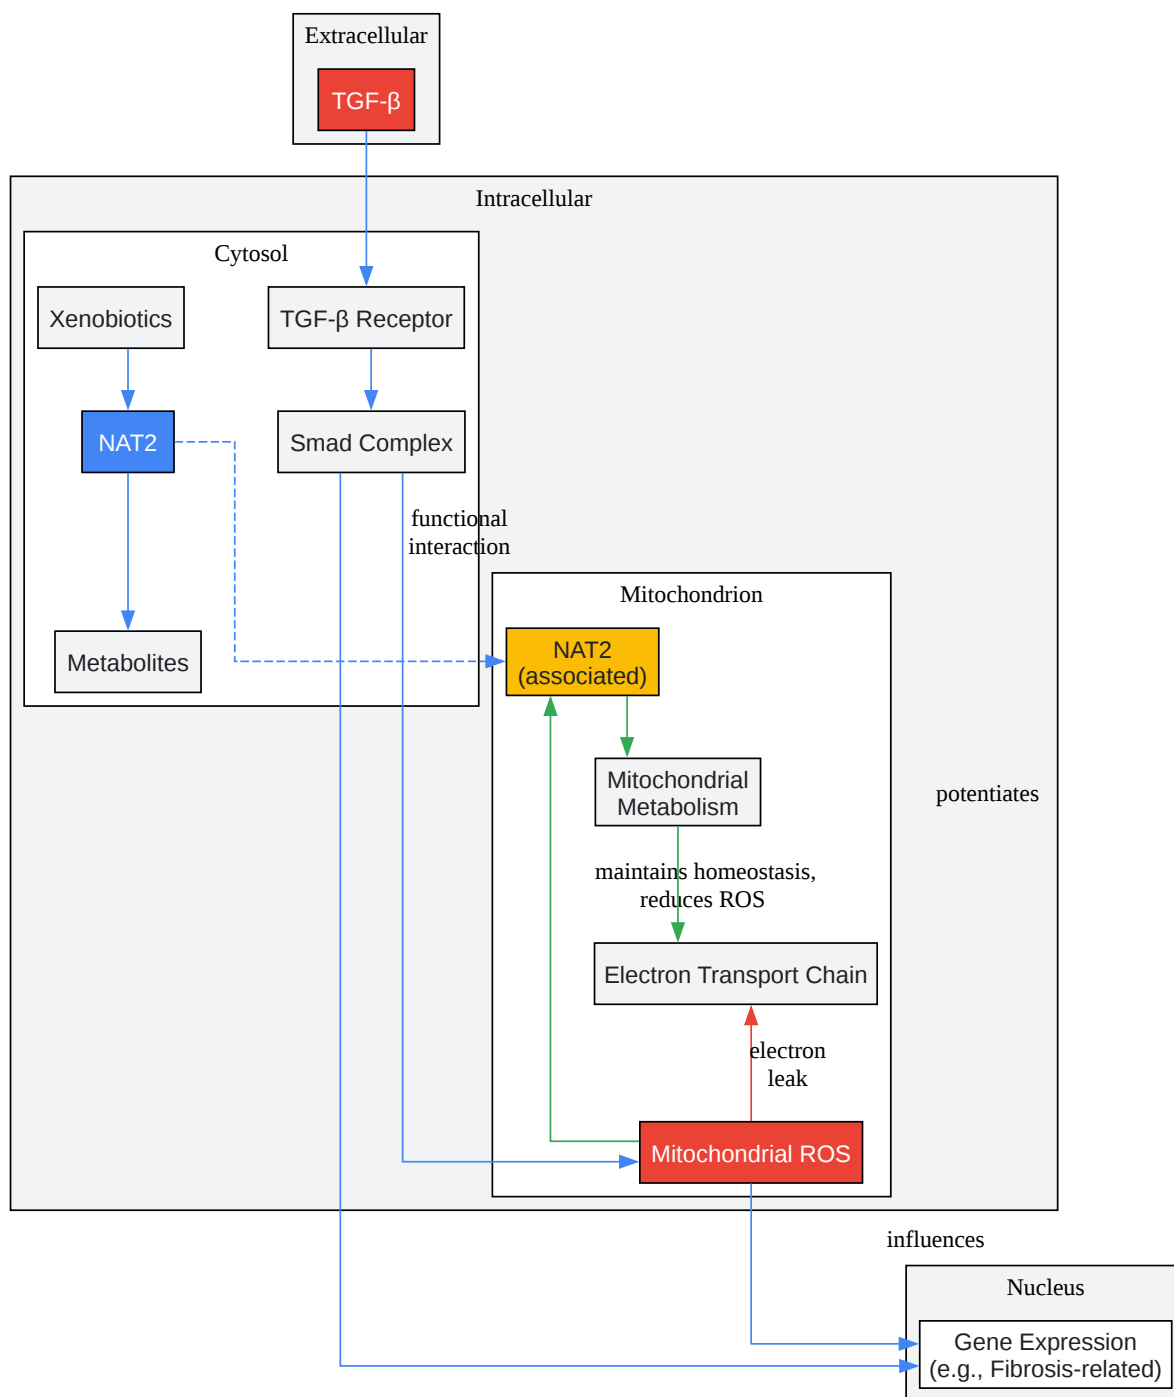 Extracellular
TGF-β
Intracellular
Cytosol
Xenobiotics
TGF-β Receptor
NAT2
Smad Complex
functional
interaction
Mitochondrion
NAT2
(associated)
Metabolites
Mitochondrial
Metabolism
potentiates
maintains homeostasis,
reduces ROS
Electron Transport Chain
electron
leak
Mitochondrial ROS
influences
Nucleus
Gene Expression
(e.g., Fibrosis-related)